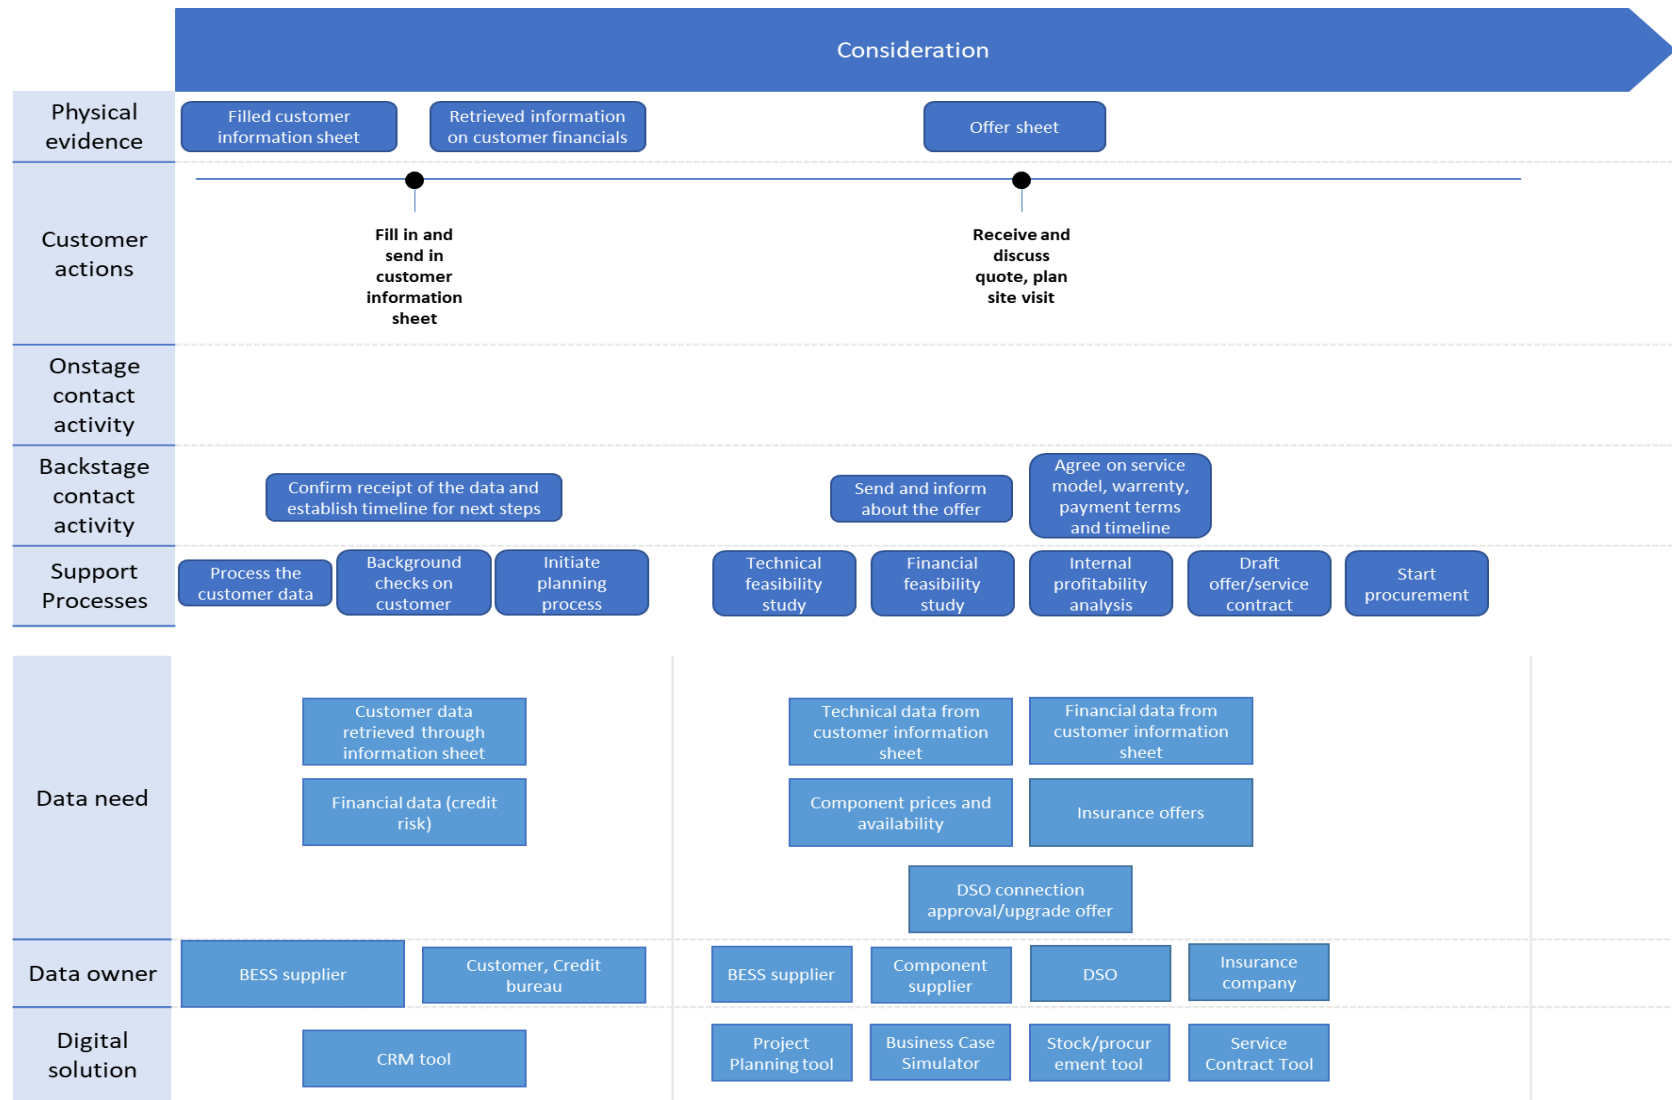 Consideration
Physical
evidence
Filled customer
information sheet
Retrieved information
on customer financials
Offer sheet
Customer
actions
Fill in and
send in
customer
information
sheet
Receive and
discuss
quote, plan
site visit
Onstage
contact
activity
Backstage
contact
activity
Confirm receipt of the data and
establish timeline for next steps
Send and inform
about the offer
Agree on service
model, warrenty,
payment terms
and timeline
Support
Processes
Process the
customer data
Background
checks on
customer
Initiate
planning
process
Technical
feasibility
study
Financial
feasibility
study
Internal
profitability
analysis
Draft
offer/service
contract
Start
procurement
Data need
Customer data
retrieved through
information sheet
Technical data from
customer information
sheet
Financial data from
customer information
sheet
Financial data (credit
risk)
Component prices and
availability
Insurance offers
DSO connection
approval/upgrade offer
Data owner
BESS supplier
Customer, Credit
bureau
BESS supplier
Component
supplier
DSO
Insurance
company
Digital
solution
CRM tool
Project
Planning tool
Business Case
Simulator
Stock/procur
ement tool
Service
Contract Tool